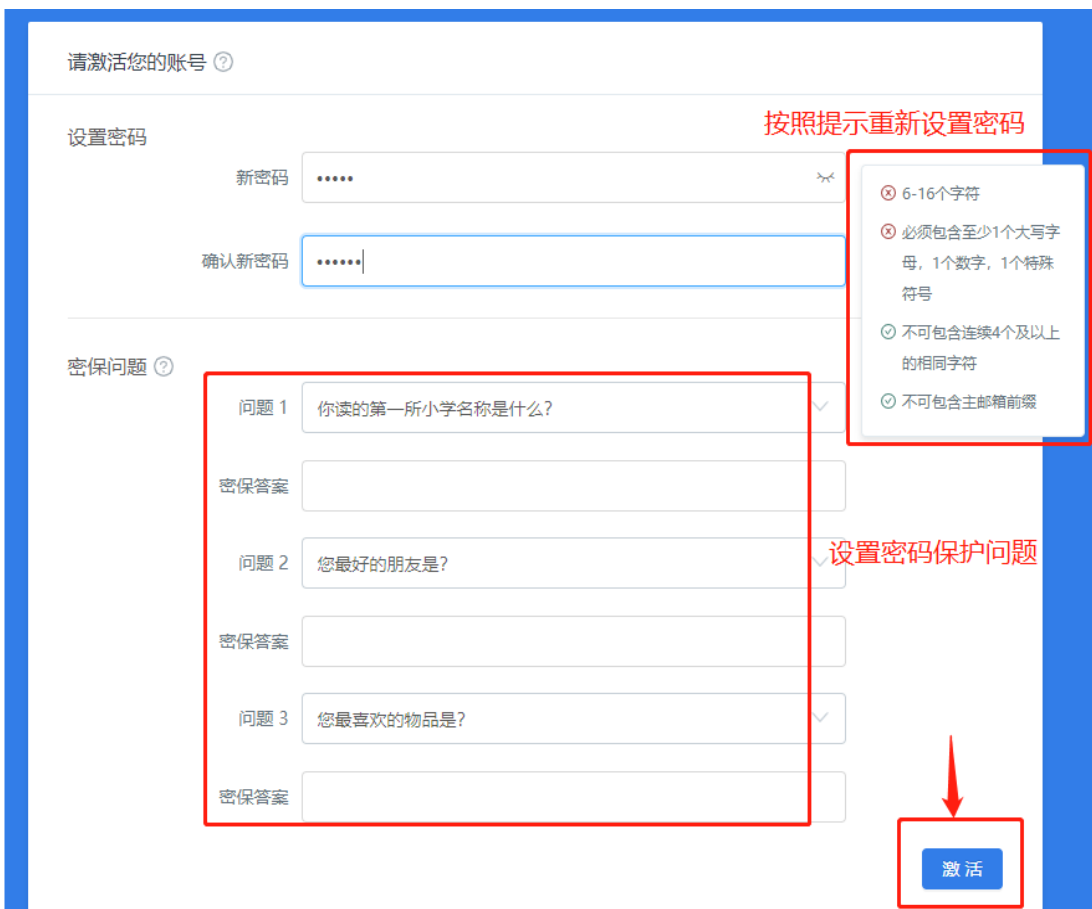 请激活您的账号
按照提示重新设置密码
设置密码
新密码 •••••
6-16个字符
必须包含至少1个大写字
母，1个数字，1个特殊
符号
确认新密码 ••••••
不可包含连续4个及以上
的相同字符
不可包含主邮箱前缀
密保问题
问题 1 你读的第一所小学名称是什么?
密保答案
设置密码保护问题
问题 2 您最好的朋友是?
密保答案
问题 3 您最喜欢的物品是?
密保答案
激 活